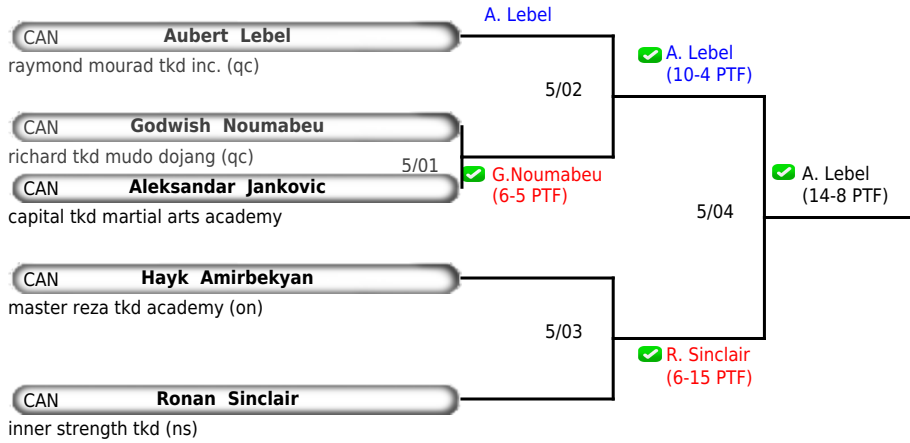 A. Lebel
CAN Aubert Lebel
raymond mourad tkd inc. (qc)
A. Lebel
(10-4 PTF)
5/02
CAN Godwish Noumabeu
richard tkd mudo dojang (qc)
5/01
G.Noumabeu
(6-5 PTF)
CAN Aleksandar Jankovic
capital tkd martial arts academy
A. Lebel
(14-8 PTF)
5/04
CAN Hayk Amirbekyan
master reza tkd academy (on)
5/03
R. Sinclair
(6-15 PTF)
CAN Ronan Sinclair
inner strength tkd (ns)